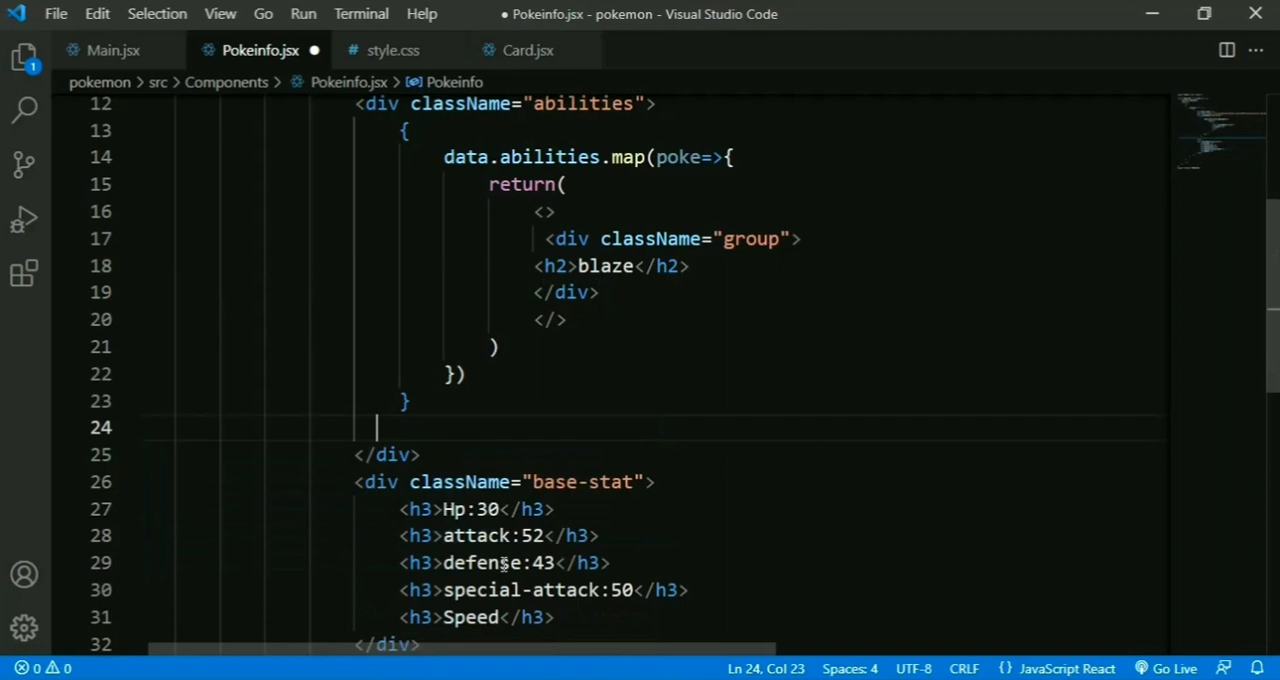 File Edit Selection View Go Run Terminal Help ● Pokeinfo.jsx - pokemon - Visual Studio Code
Main.jsx Pokeinfo.jsx ● # style.css Card.jsx
pokemon > src > Components > Pokeinfo.jsx > Pokeinfo
1
12 <div className="abilities">
13 {
14 data.abilities.map(poke=>{
15 return(
16 <>
17 <div className="group">
18 <h2>blaze</h2>
19 </div>
20 </>
21 )
22 })
23 }
24
25 </div>
26 <div className="base-stat">
27 <h3>Hp:30</h3>
28 <h3>attack:52</h3>
29 <h3>defense:43</h3>
30 <h3>special-attack:50</h3>
31 <h3>Speed</h3>
32 </div>
0 0 Ln 24, Col 23 Spaces: 4 UTF-8 CRLF {} JavaScript React Go Live